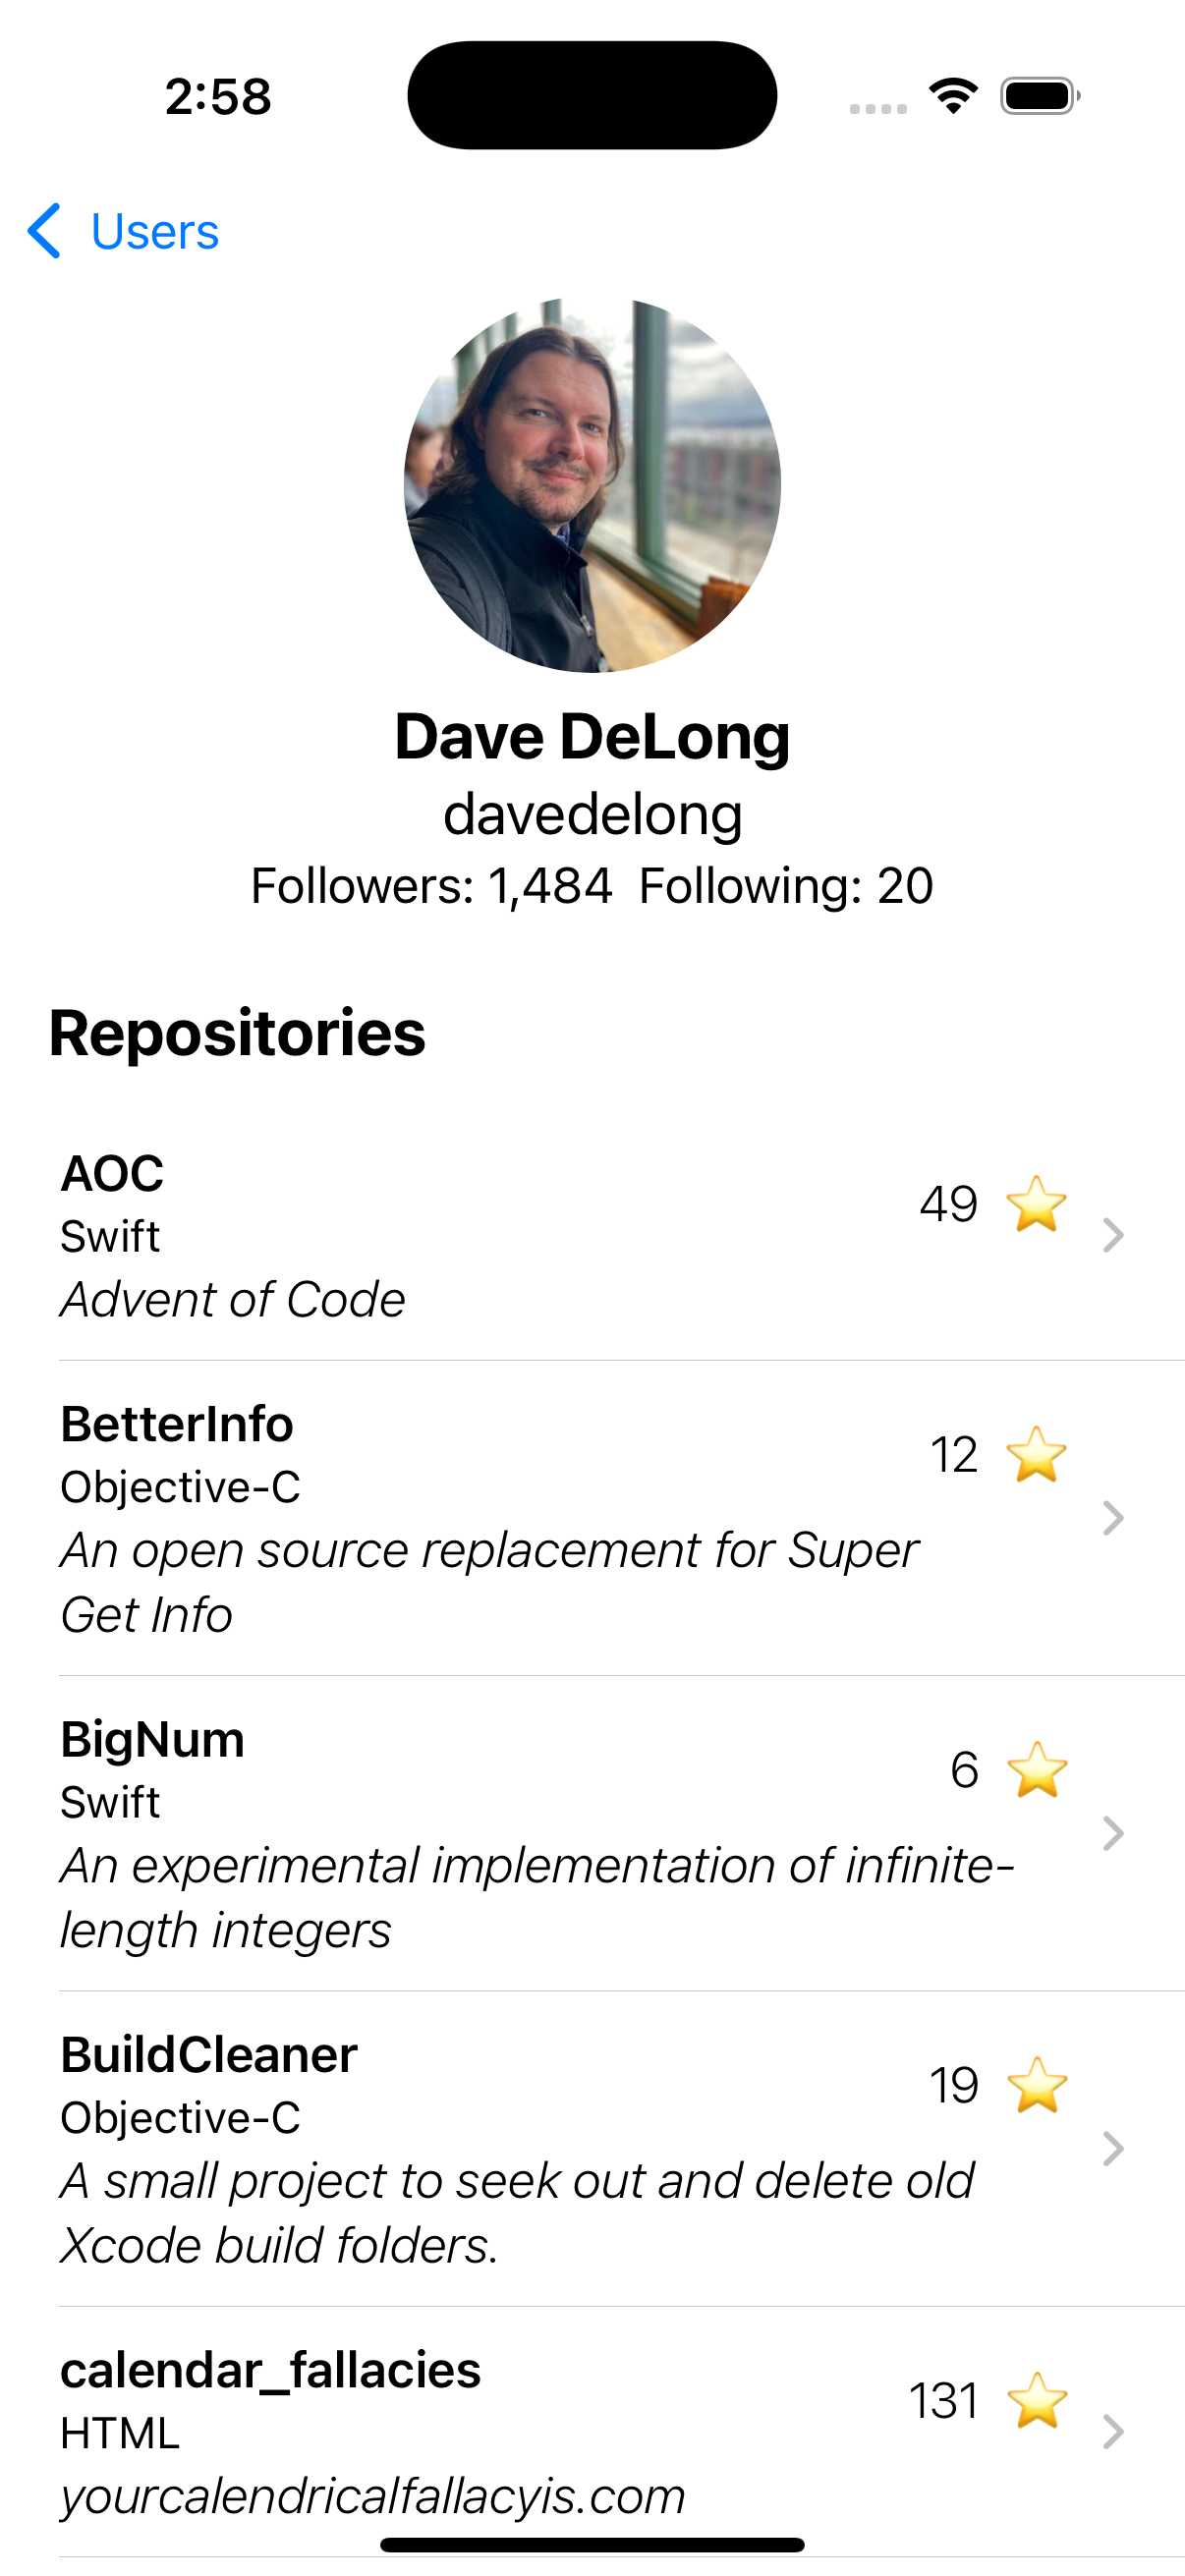 2:58
Users
Dave DeLong
davedelong
Followers: 1,484 Following: 20
Repositories
AOC
49 ⭐
Swift
Advent of Code
BetterInfo
12 ⭐
Objective-C
An open source replacement for Super
Get Info
BigNum
6 ⭐
Swift
An experimental implementation of infinite-
length integers
BuildCleaner
19 ⭐
Objective-C
A small project to seek out and delete old
Xcode build folders.
calendar_fallacies
131 ⭐
HTML
yourcalendricalfallacyis.com